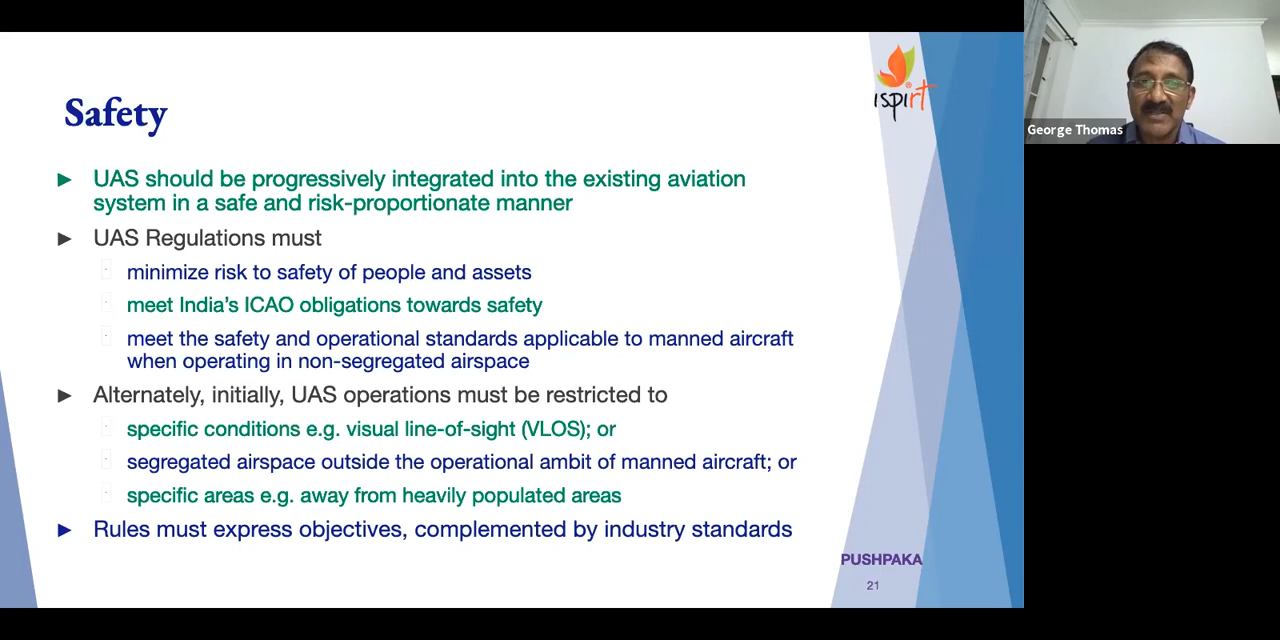 Safety
► UAS should be progressively integrated into the existing aviation
system in a safe and risk-proportionate manner
► UAS Regulations must
minimize risk to safety of people and assets
meet India's ICAO obligations towards safety
meet the safety and operational standards applicable to manned aircraft
when operating in non-segregated airspace
► Alternately, initially, UAS operations must be restricted to
specific conditions e.g. visual line-of-sight (VLOS); or
segregated airspace outside the operational ambit of manned aircraft; or
specific areas e.g. away from heavily populated areas
► Rules must express objectives, complemented by industry standards
ispirt
PUSHPAKA
21
George Thomas